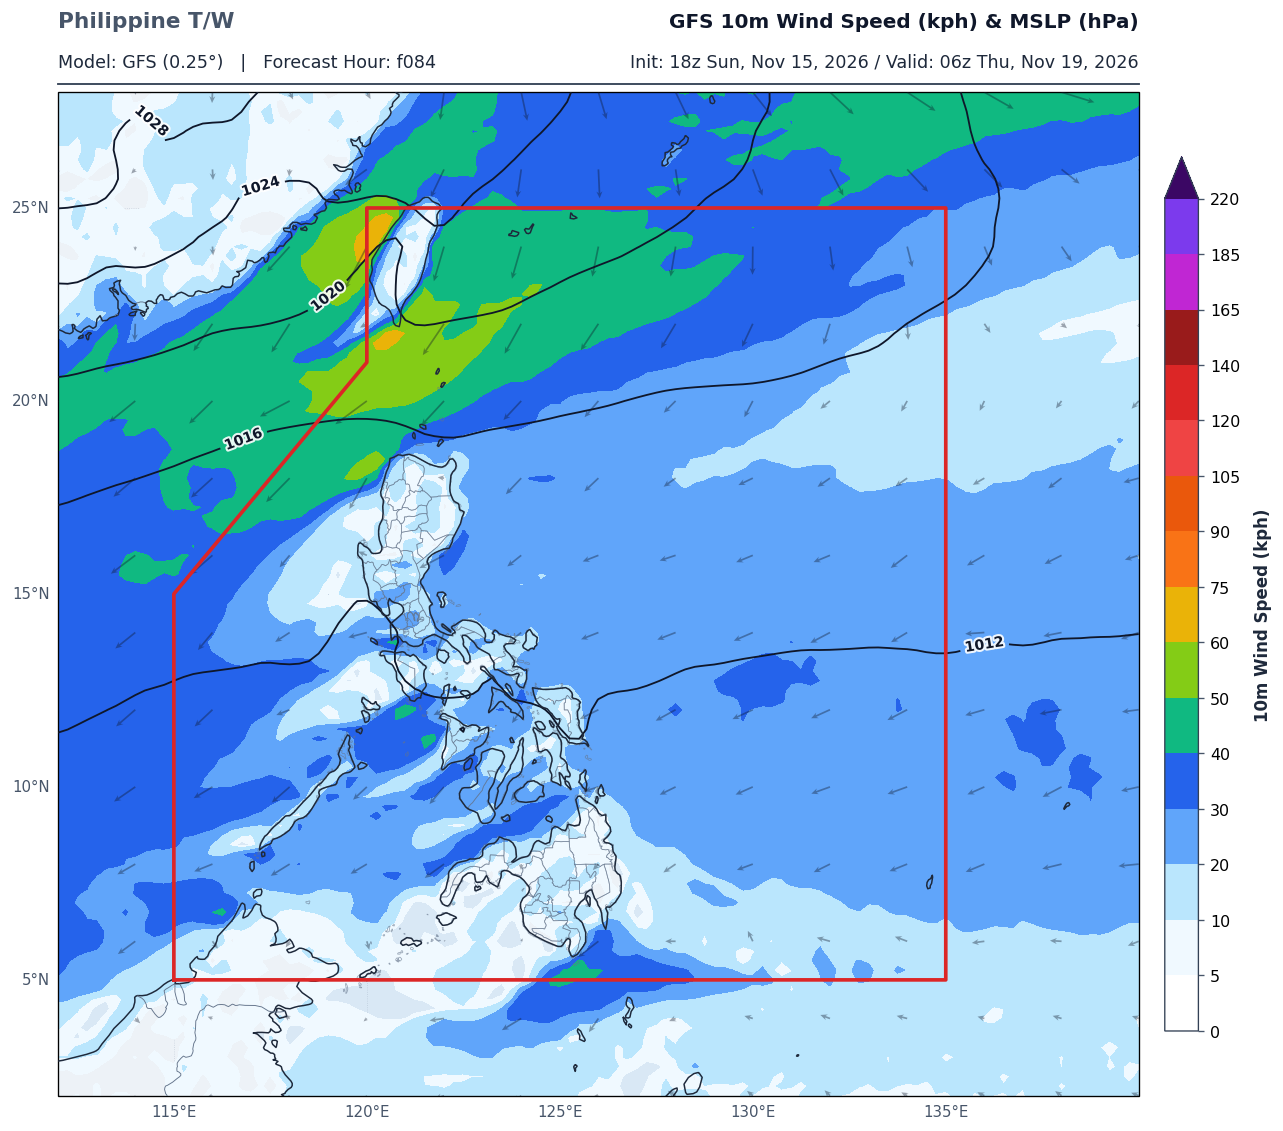 Philippine T/W
GFS 10m Wind Speed (kph) & MSLP (hPa)
Model: GFS (0.25°)   |   Forecast Hour: f084
Init: 18z Sun, Nov 15, 2026 / Valid: 06z Thu, Nov 19, 2026
1028
1024
1020
1016
1012
25°N
20°N
15°N
10°N
5°N
115°E
120°E
125°E
130°E
135°E
220
185
165
140
120
105
90
75
60
50
40
30
20
10
5
0
10m Wind Speed (kph)